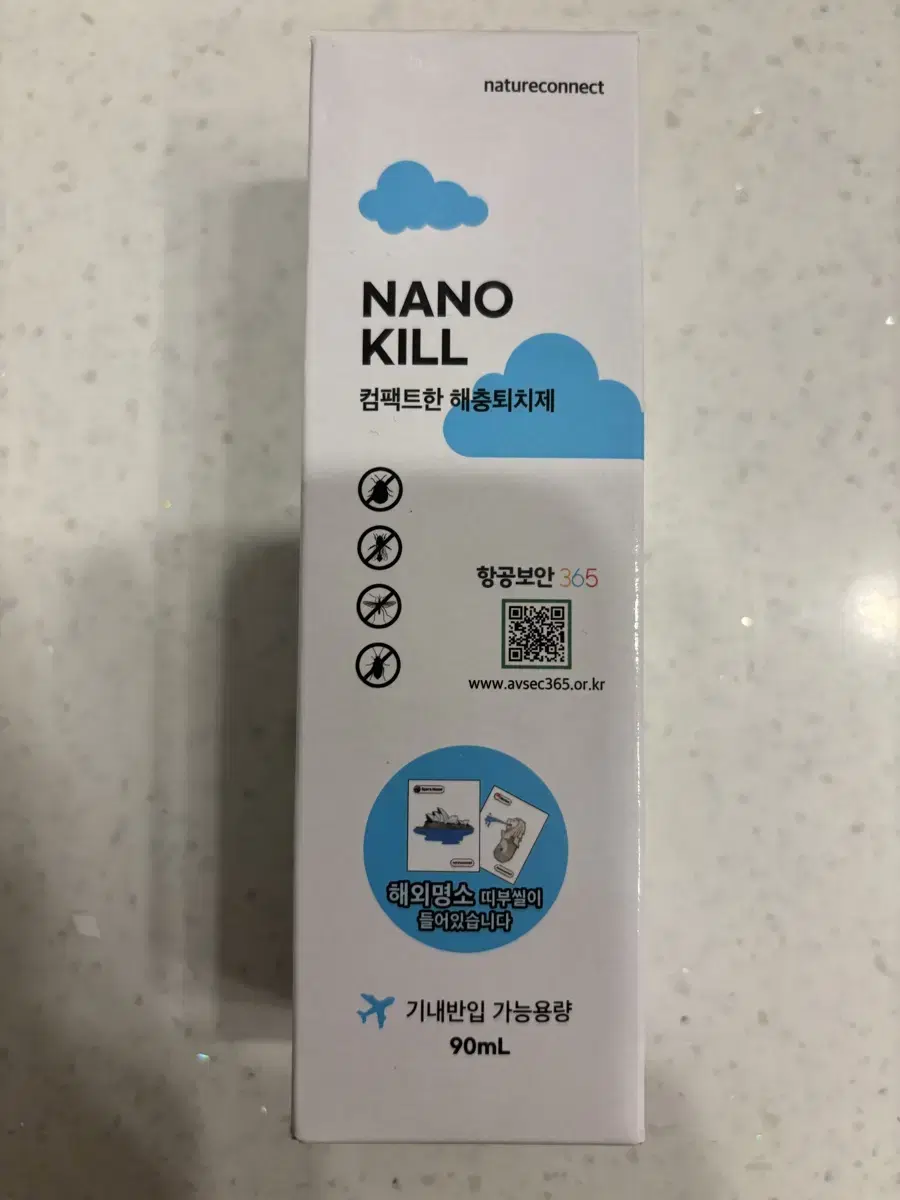 natureconnect
NANO
KILL
컴팩트한 해충퇴치제
항공보안 365
www.avsec365.or.kr
해외명소 띠부씰이
들어있습니다
기내반입 가능용량
90mL